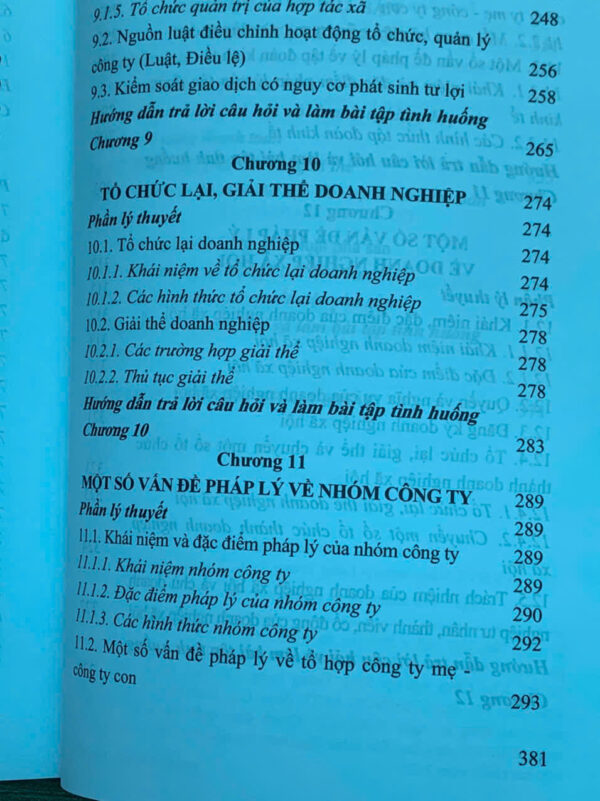 9.1.5. Tổ chức quản trị của hợp tác xã 248
9.2. Nguồn luật điều chỉnh hoạt động tổ chức, quản lý
công ty (Luật, Điều lệ) 256
9.3. Kiểm soát giao dịch có nguy cơ phát sinh tư lợi 258
Hướng dẫn trả lời câu hỏi và làm bài tập tình huống
Chương 9 265
Chương 10
TỔ CHỨC LẠI, GIẢI THỂ DOANH NGHIỆP 274
Phần lý thuyết 274
10.1. Tổ chức lại doanh nghiệp 274
10.1.1. Khái niệm về tổ chức lại doanh nghiệp 274
10.1.2. Các hình thức tổ chức lại doanh nghiệp 275
10.2. Giải thể doanh nghiệp 278
10.2.1. Các trường hợp giải thể 278
10.2.2. Thủ tục giải thể 278
Hướng dẫn trả lời câu hỏi và làm bài tập tình huống
Chương 10 283
Chương 11
MỘT SỐ VẤN ĐỀ PHÁP LÝ VỀ NHÓM CÔNG TY 289
Phần lý thuyết 289
11.1. Khái niệm và đặc điểm pháp lý của nhóm công ty 289
11.1.1. Khái niệm nhóm công ty 289
11.1.2. Đặc điểm pháp lý của nhóm công ty 290
11.1.3. Các hình thức nhóm công ty 292
11.2. Một số vấn đề pháp lý về tổ hợp công ty mẹ -
công ty con 293
381